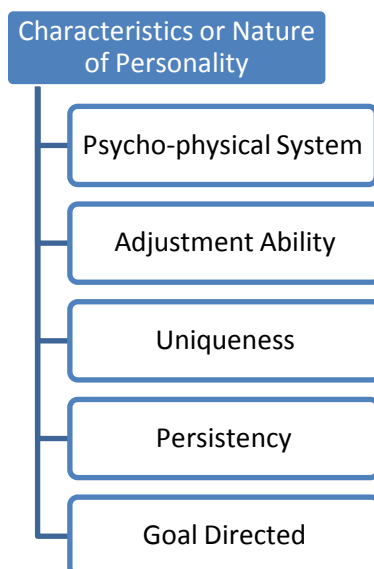 Characteristics or Nature
of Personality
Psycho-physical System
Adjustment Ability
Uniqueness
Persistency
Goal Directed